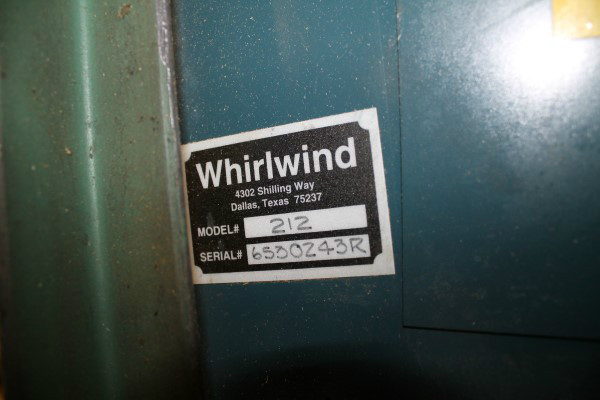 Whirlwind
4302 Shilling Way
Dallas, Texas 75237
MODEL# 212
SERIAL# 6530243R